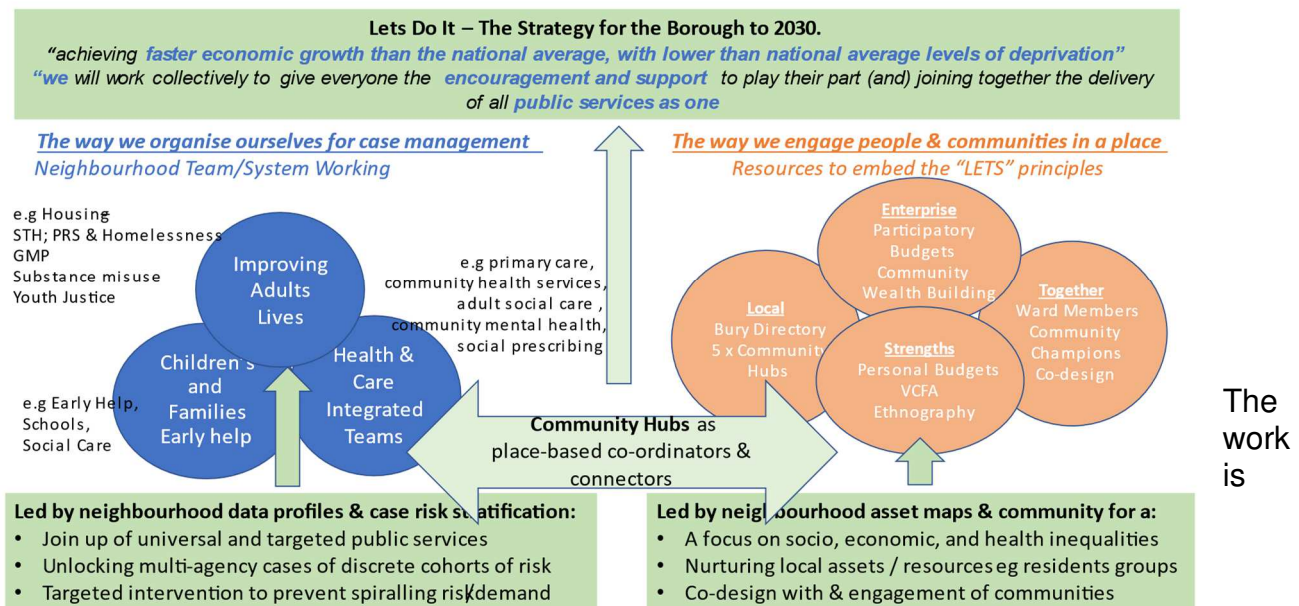 Lets Do It – The Strategy for the Borough to 2030.
“achieving faster economic growth than the national average, with lower than national average levels of deprivation”
“we will work collectively to give everyone the encouragement and support to play their part (and) joining together the delivery
of all public services as one
The way we organise ourselves for case management
Neighbourhood Team/System Working
The way we engage people & communities in a place
Resources to embed the “LETS” principles
e.g Housing
STH; PRS & Homelessness
GMP
Substance misuse
Youth Justice
Improving
Adults
Lives
Children's
and
Families
Early help
Health &
Care
Integrated
Teams
e.g Early Help,
Schools,
Social Care
e.g primary care,
community health services,
adult social care ,
community mental health,
social prescribing
Enterprise
Participatory
Budgets
Community
Wealth Building
Local
Bury Directory
5 x Community
Hubs
Strengths
Personal Budgets
VCFA
Ethnography
Together
Ward Members
Community
Champions
Co-design
Community Hubs as
place-based co-ordinators &
connectors
The
work
is
Led by neighbourhood data profiles & case risk stratification:
• Join up of universal and targeted public services
• Unlocking multi-agency cases of discrete cohorts of risk
• Targeted intervention to prevent spiralling risk/demand
Led by neighbourhood asset maps & community for a:
• A focus on socio, economic, and health inequalities
• Nurturing local assets / resources eg residents groups
• Co-design with & engagement of communities